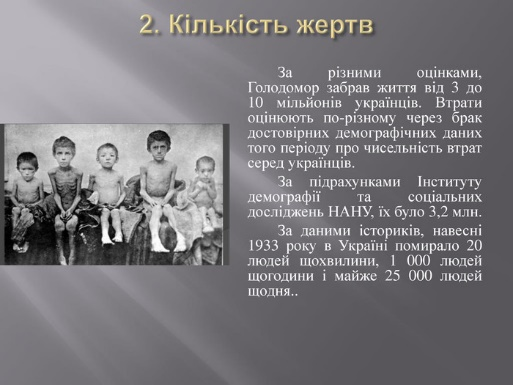 2. Кількість жертв
За різними оцінками,
Голодомор забрав життя від 3 до
10 мільйонів українців. Втрати
оцінюють по-різному через брак
достовірних демографічних даних
того періоду про чисельність втрат
серед українців.
За підрахунками Інституту
демографії та соціальних
досліджень НАНУ, їх було 3,2 млн.
За даними істориків, навесні
1933 року в Україні помирало 20
людей щохвилини, 1 000 людей
щогодини і майже 25 000 людей
щодня..